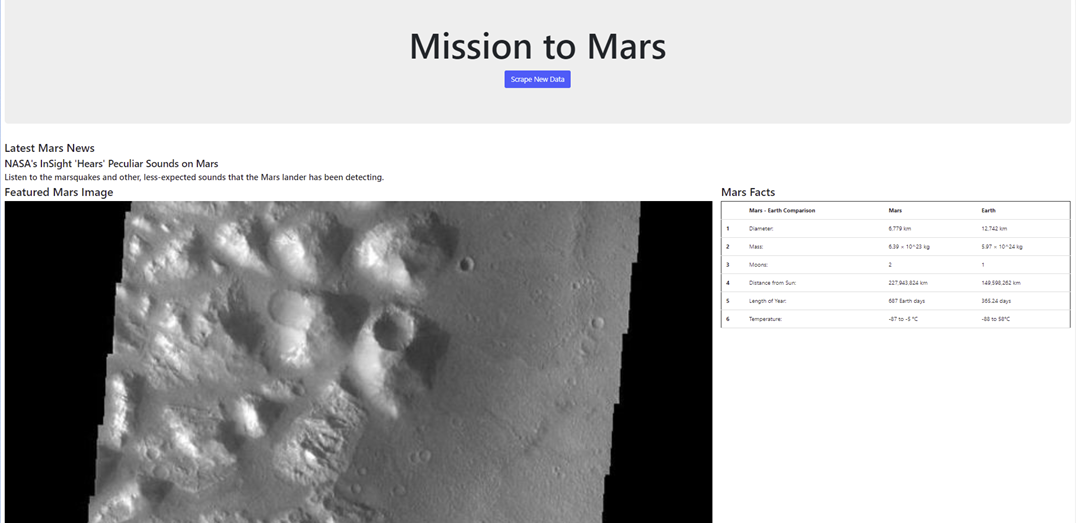 Mission to Mars
Scrape New Data
Latest Mars News
NASA's InSight 'Hears' Peculiar Sounds on Mars
Listen to the marsquakes and other, less-expected sounds that the Mars lander has been detecting.
Featured Mars Image
Mars Facts
Mars - Earth Comparison Mars Earth
1 Diameter: 6,779 km 12,742 km
2 Mass: 6.39 × 10^23 kg 5.97 × 10^24 kg
3 Moons: 2 1
4 Distance from Sun: 227,943,824 km 149,598,262 km
5 Length of Year: 687 Earth days 365.24 days
6 Temperature: -87 to -5 °C -88 to 58°C